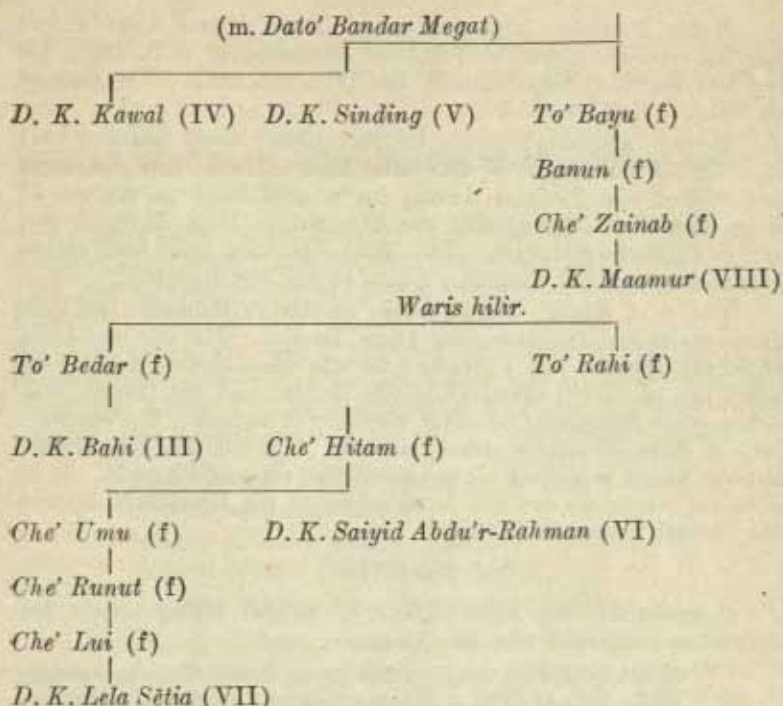 (m. Dato' Bandar Megat)
D. K. Kawal (IV) D. K. Sinding (V) To' Bayu (f)
Banun (f)
Che' Zainab (f)
D. K. Maamur (VIII)
Waris hilir.
To' Bedar (f) To' Rahi (f)
D. K. Bahi (III) Che' Hitam (f)
Che' Umu (f) D. K. Saiyid Abdu'r-Rahman (VI)
Che' Runut (f)
Che' Lui (f)
D. K. Lela Sĕtia (VII)